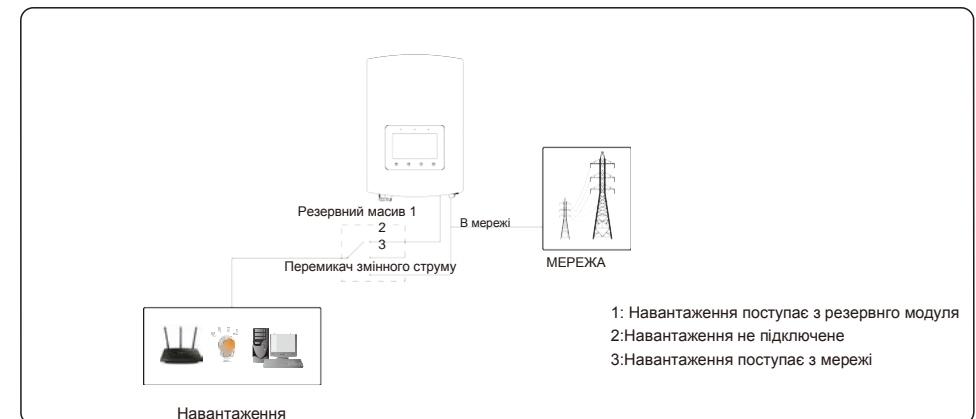 Резервний масив 1
2
3
Перемикач змінного струму
В мережі
МЕРЕЖА
1: Навантаження поступає з резервнго модуля
2:Навантаження не підключене
3:Навантаження поступає з мережі
Навантаження